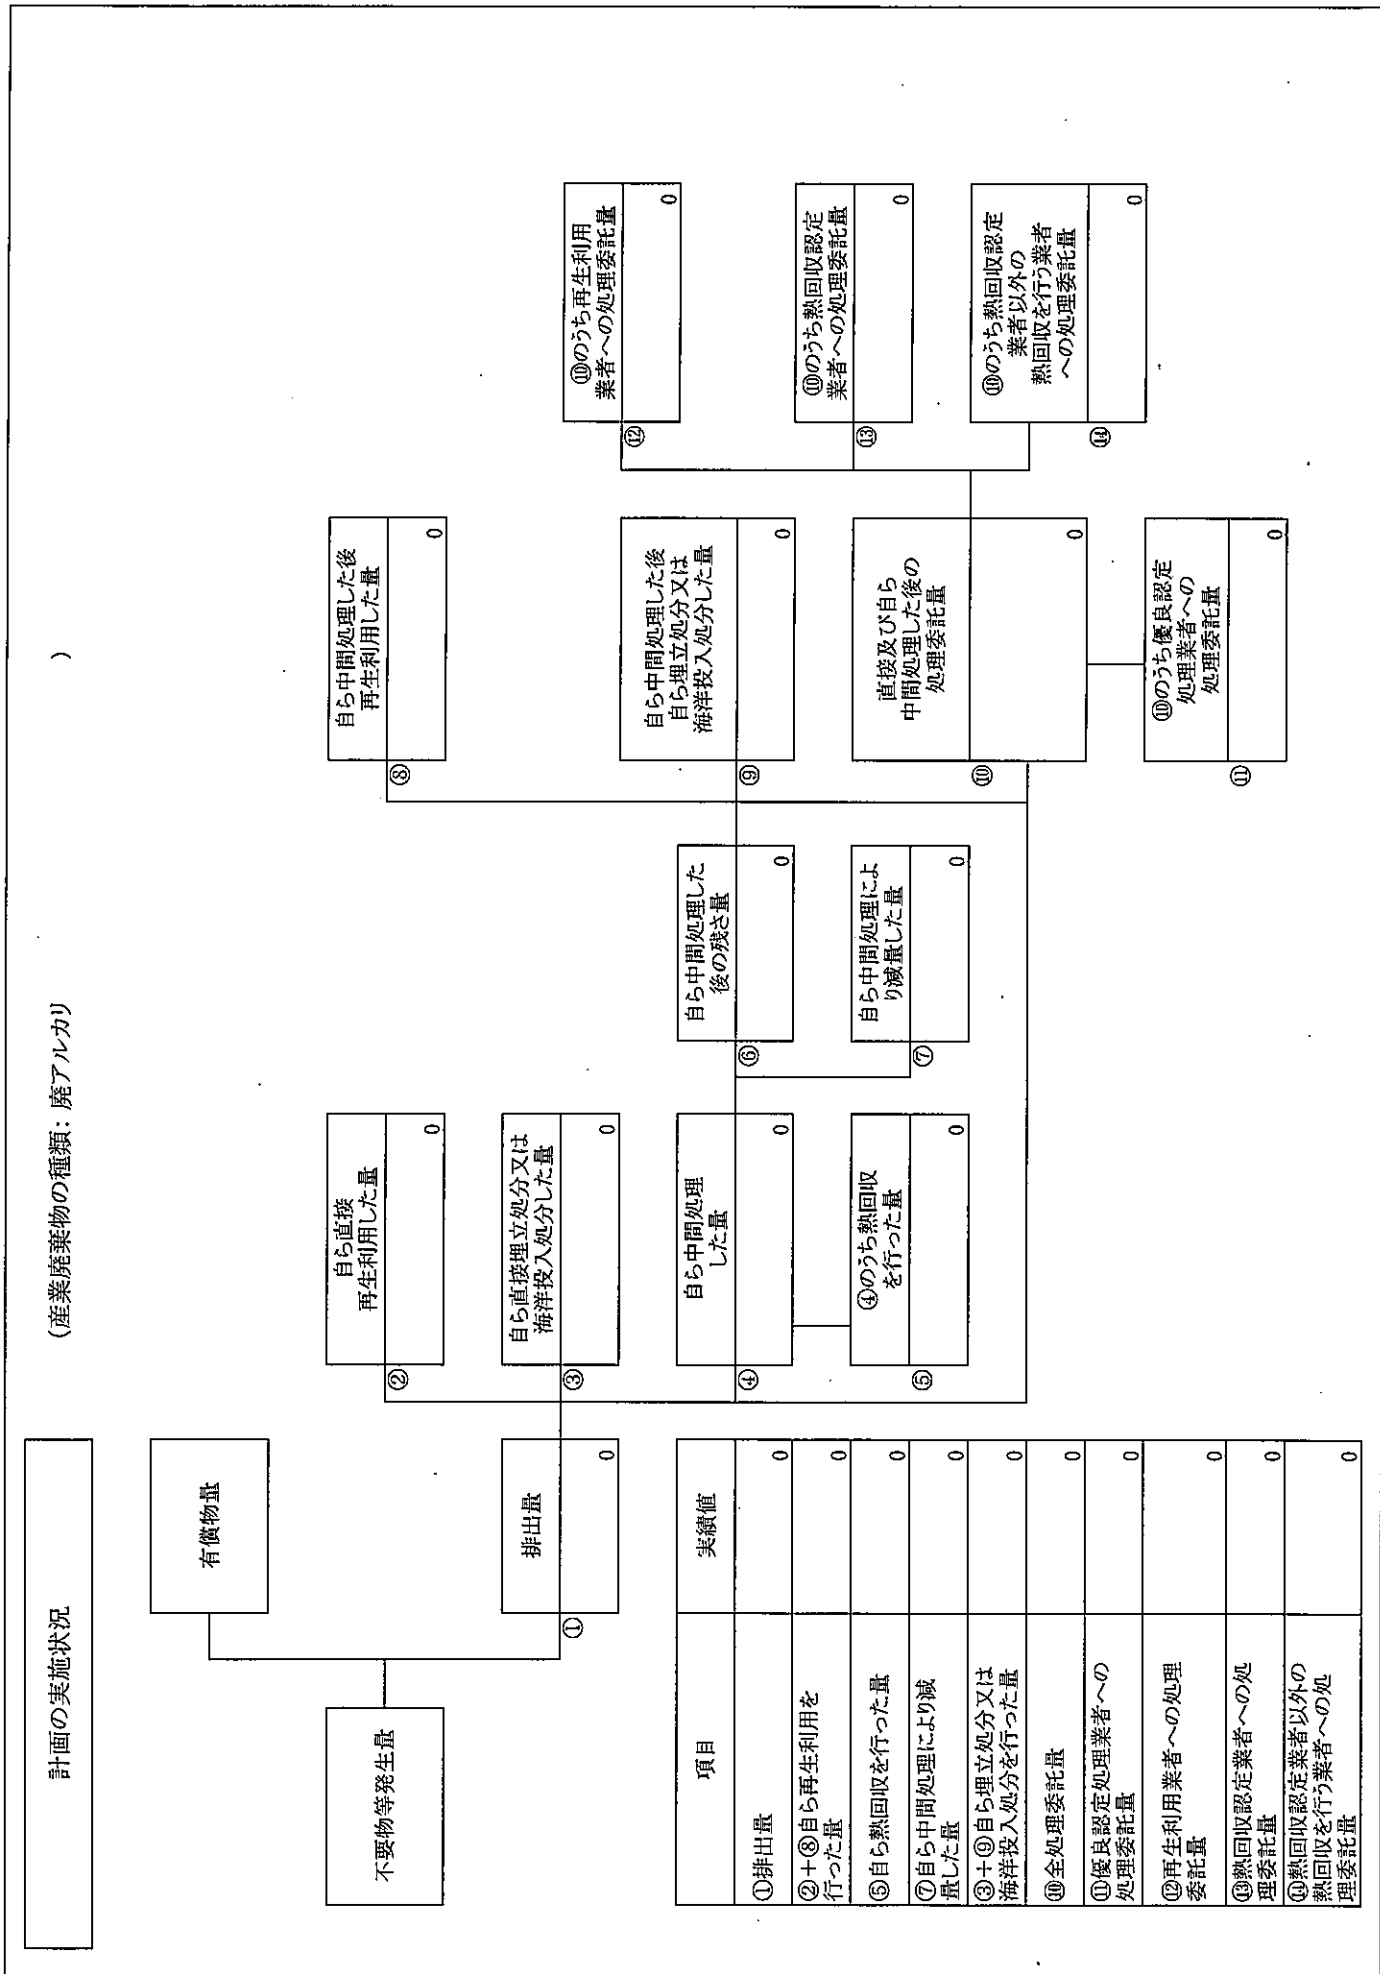 計画の実施状況
(産業廃棄物の種類: 廃アルカリ )
不要物等発生量
有償物量
①
排出量
0
②
自ら直接
再生利用した量
0
③
自ら直接埋立処分又は
海洋投入処分した量
0
④
自ら中間処理
した量
0
⑤
④のうち熱回収
を行った量
0
⑥
自ら中間処理した
後の残さ量
0
⑦
自ら中間処理によ
り減量した量
0
⑧
自ら中間処理した後
再生利用した量
0
⑨
自ら中間処理した後
自ら埋立処分又は
海洋投入処分した量
0
⑩
直接及び自ら
中間処理した後の
処理委託量
0
⑪
⑩のうち優良認定
処理業者への
処理委託量
0
⑫
⑩のうち再生利用
業者への処理委託量
0
⑬
⑩のうち熱回収認定
業者への処理委託量
0
⑭
⑩のうち熱回収認定
業者以外の
熱回収を行う業者
への処理委託量
0
項目 実績値
①排出量 0
②+⑧自ら再生利用を
行った量 0
⑤自ら熱回収を行った量 0
⑦自ら中間処理により減
量した量 0
③+⑨自ら埋立処分又は
海洋投入処分を行った量 0
⑩全処理委託量 0
⑪優良認定処理業者への
処理委託量 0
⑫再生利用業者への処理
委託量 0
⑬熱回収認定業者への処
理委託量 0
⑭熱回収認定業者以外の
熱回収を行う業者への処
理委託量 0